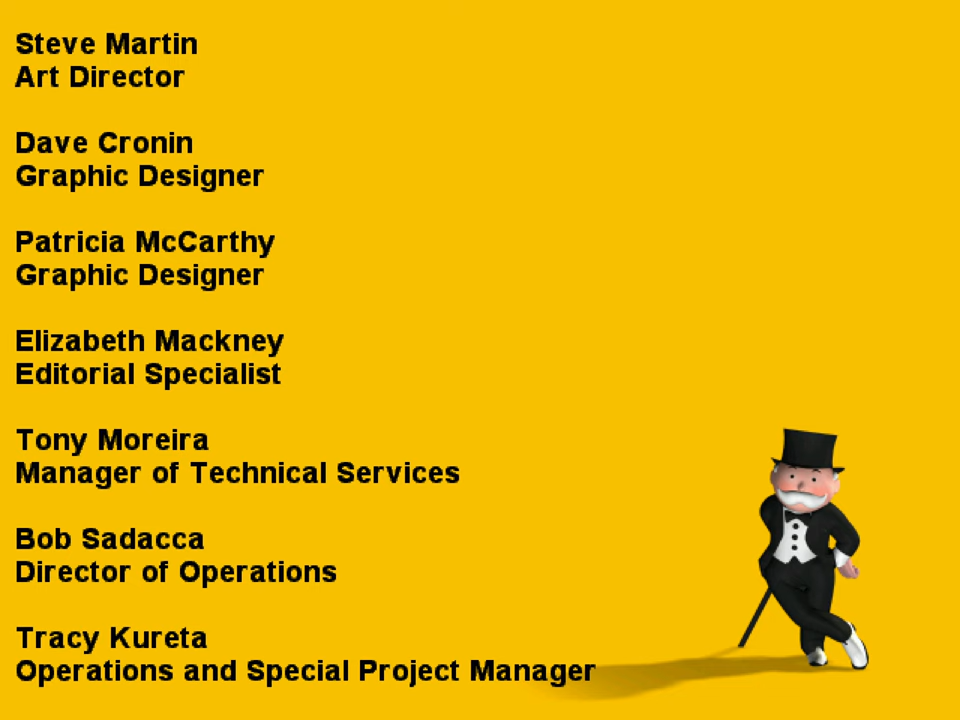 Steve Martin
Art Director
Dave Cronin
Graphic Designer
Patricia McCarthy
Graphic Designer
Elizabeth Mackney
Editorial Specialist
Tony Moreira
Manager of Technical Services
Bob Sadacca
Director of Operations
Tracy Kureta
Operations and Special Project Manager